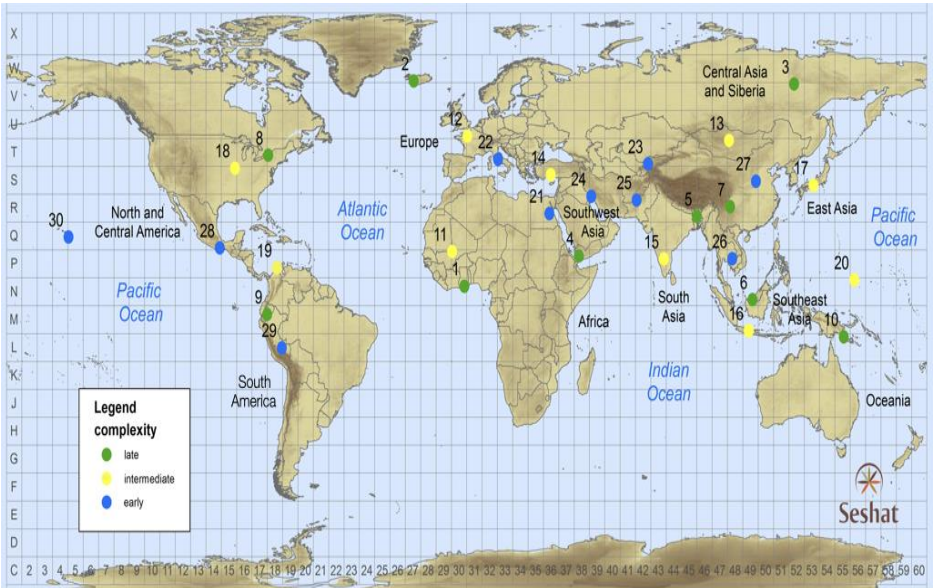 X
W
V
U
T
S
R
Q
P
N
M
L
K
J
H
G
F
E
D
C
2
3
Central Asia
and Siberia
12
13
8
Europe
22
18
14
23
27
17
24
25
7
5
21
30
North and
Central America
Atlantic
Ocean
Southwest
Asia
East Asia
Pacific
Ocean
28
11
4
15
26
19
1
20
Pacific
Ocean
9
South
Asia
6
Southeast
Asia
16
10
29
Africa
South
America
Indian
Ocean
Oceania
Legend
complexity
late
intermediate
early
Seshat
2 3 4 5 6 7 8 9 10 11 12 13 14 15 16 17 18 19 20 21 22 23 24 25 26 27 28 29 30 31 32 33 34 35 36 37 38 39 40 41 42 43 44 45 46 47 48 49 50 51 52 53 54 55 56 57 58 59 60